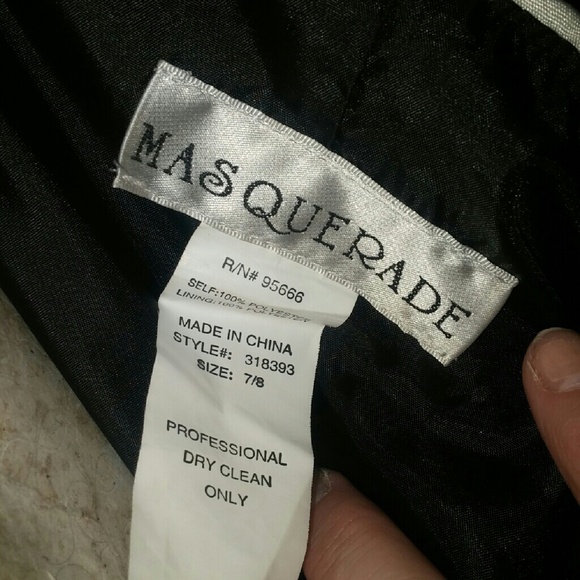 MASQUERADE
R/N# 95666
SELF:100% POLYESTER
LINING:100% POLYESTER
MADE IN CHINA
STYLE#: 318393
SIZE: 7/8
PROFESSIONAL
DRY CLEAN
ONLY